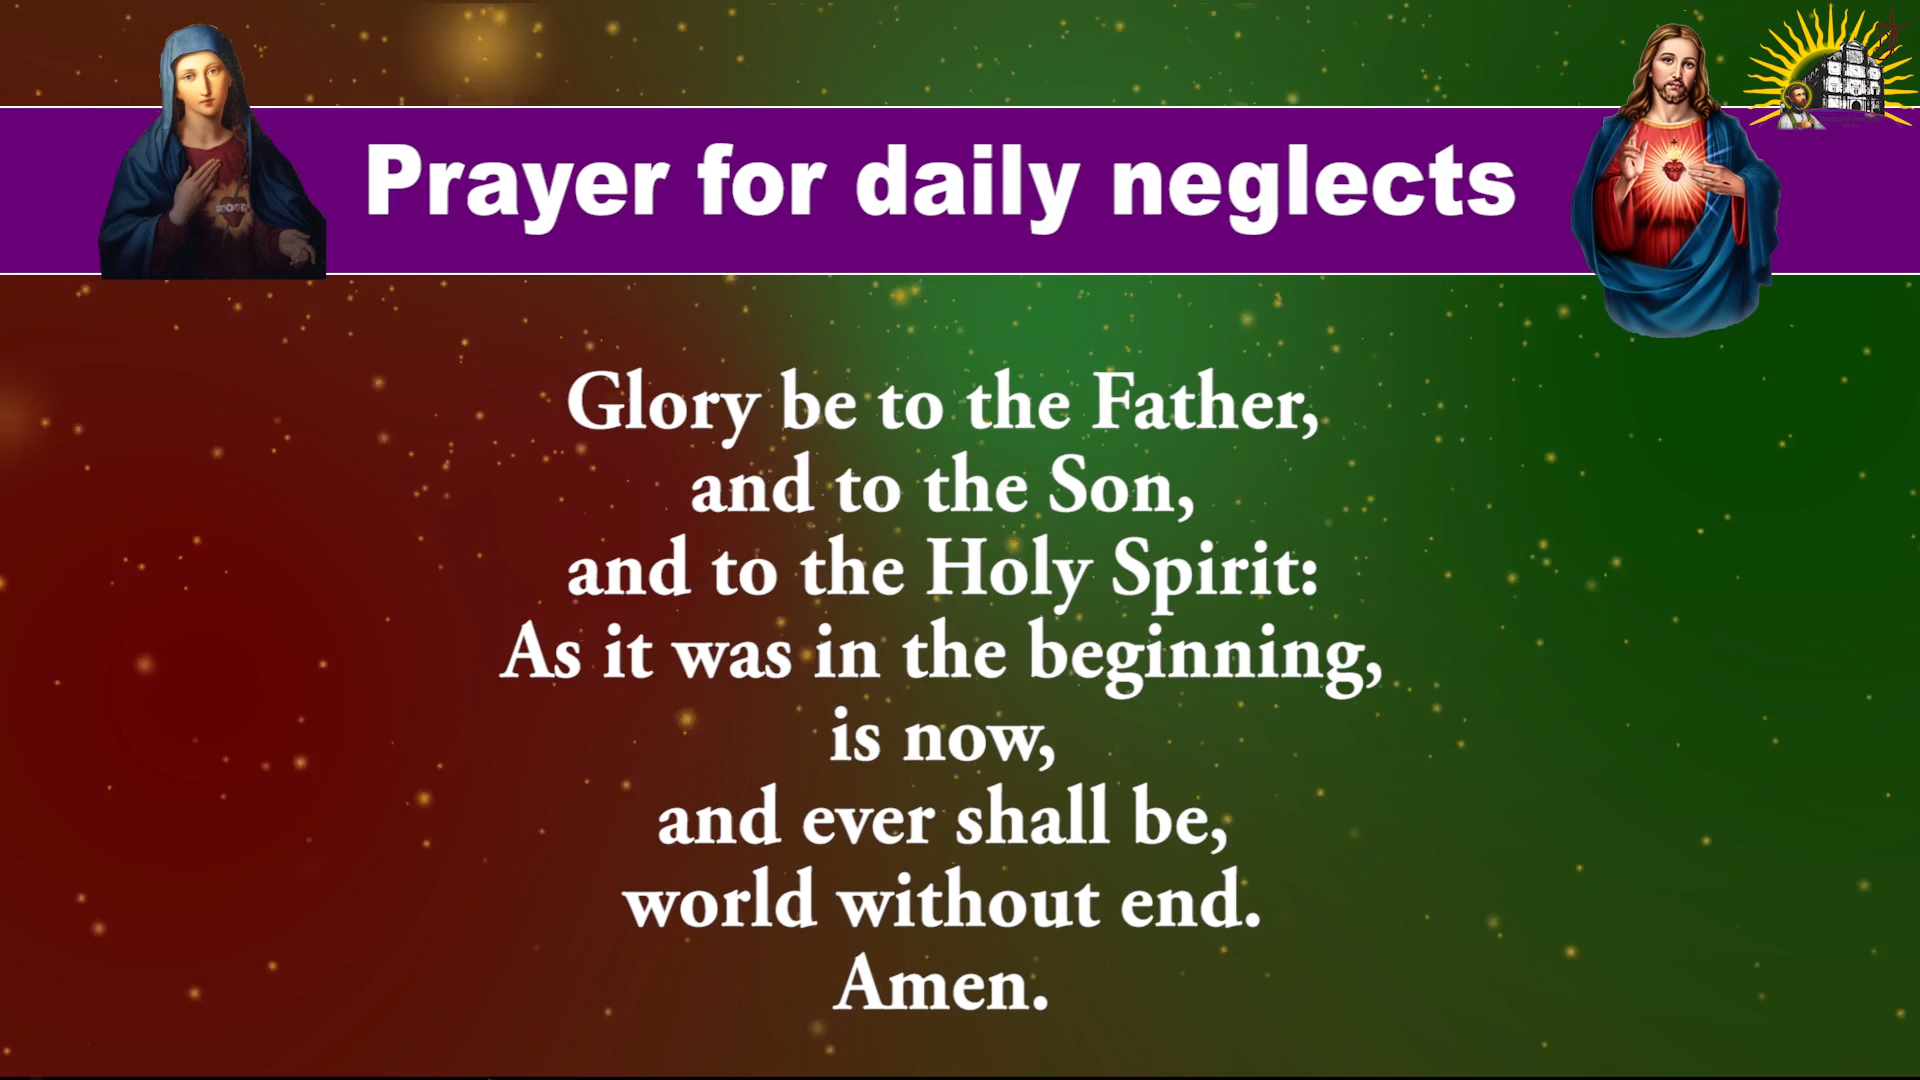 Prayer for daily neglects
Glory be to the Father,
and to the Son,
and to the Holy Spirit:
As it was in the beginning,
is now,
and ever shall be,
world without end.
Amen.